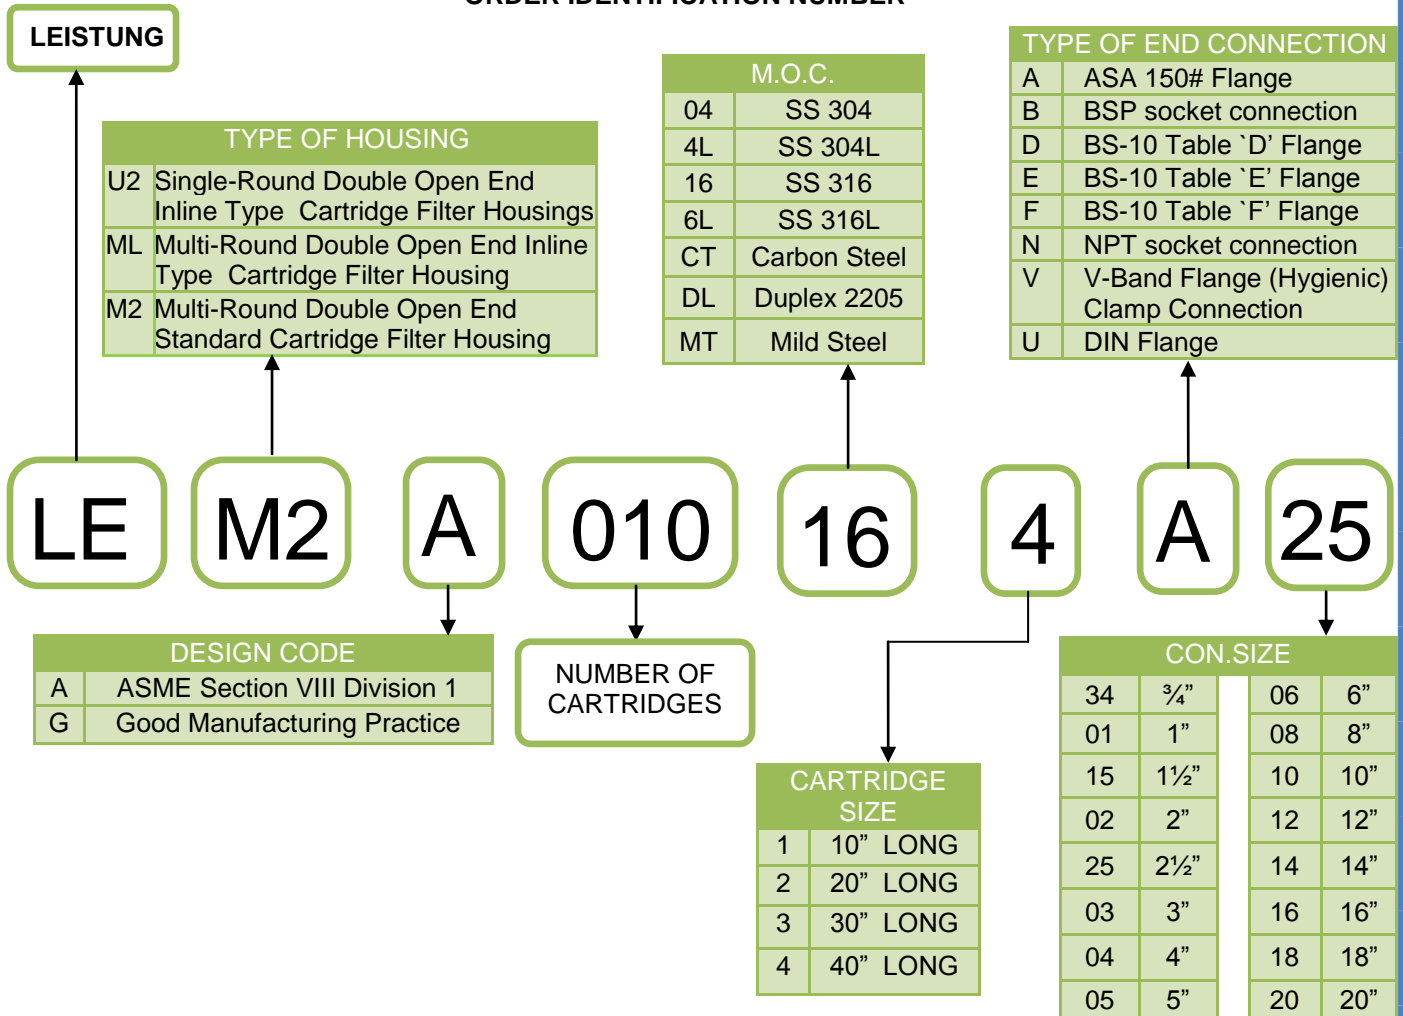 ORDER IDENTIFICATION NUMBER
LEISTUNG
TYPE OF HOUSING
U2 Single-Round Double Open End
Inline Type Cartridge Filter Housings
ML Multi-Round Double Open End Inline
Type Cartridge Filter Housing
M2 Multi-Round Double Open End
Standard Cartridge Filter Housing
M.O.C.
04 SS 304
4L SS 304L
16 SS 316
6L SS 316L
CT Carbon Steel
DL Duplex 2205
MT Mild Steel
TYPE OF END CONNECTION
A ASA 150# Flange
B BSP socket connection
D BS-10 Table `D’ Flange
E BS-10 Table `E’ Flange
F BS-10 Table `F’ Flange
N NPT socket connection
V V-Band Flange (Hygienic)
Clamp Connection
U DIN Flange
LE M2 A 010 16 4 A 25
DESIGN CODE
A ASME Section VIII Division 1
G Good Manufacturing Practice
NUMBER OF
CARTRIDGES
CARTRIDGE
SIZE
1 10” LONG
2 20” LONG
3 30” LONG
4 40” LONG
CON.SIZE
34 ¾” 06 6”
01 1” 08 8”
15 1½” 10 10”
02 2” 12 12”
25 2½” 14 14”
03 3” 16 16”
04 4” 18 18”
05 5” 20 20”